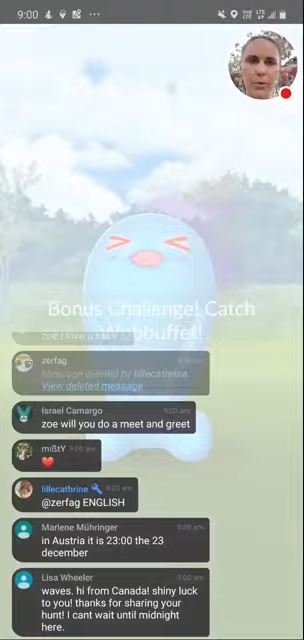 9:00
Bonus Challenge! Catch
Wobbuffet!
zoe i love u
zerfag
Message deleted by lillecathrine.
View deleted message
Israel Camargo 9:00 am
zoe will you do a meet and greet
mißtY 9:00 am
❤️
lillecathrine 9:00 am
@zerfag ENGLISH
Marlene Mühringer 9:00 am
in Austria it is 23:00 the 23
december
Lisa Wheeler 9:00 am
waves. hi from Canada! shiny luck
to you! thanks for sharing your
hunt! I cant wait until midnight
here.